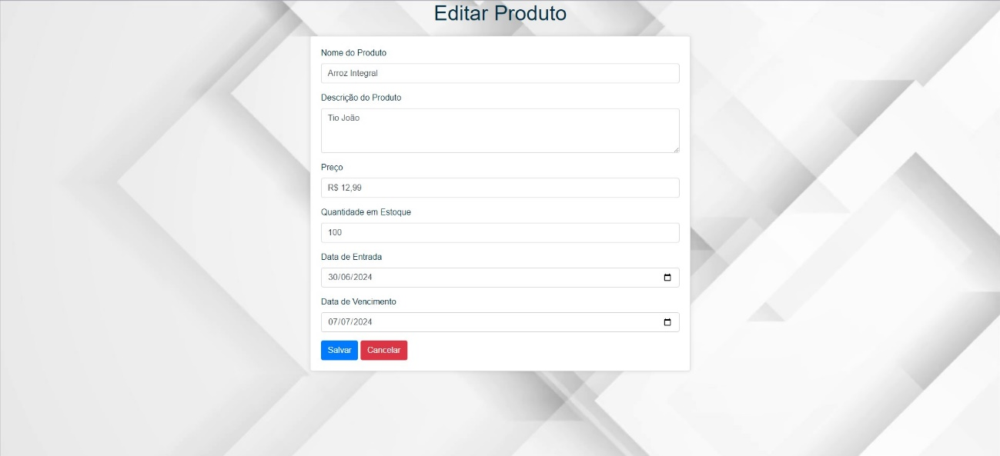 Editar Produto
Nome do Produto
Arroz Integral
Descrição do Produto
Tio João
Preço
R$ 12,99
Quantidade em Estoque
100
Data de Entrada
30/06/2024
Data de Vencimento
07/07/2024
Salvar Cancelar